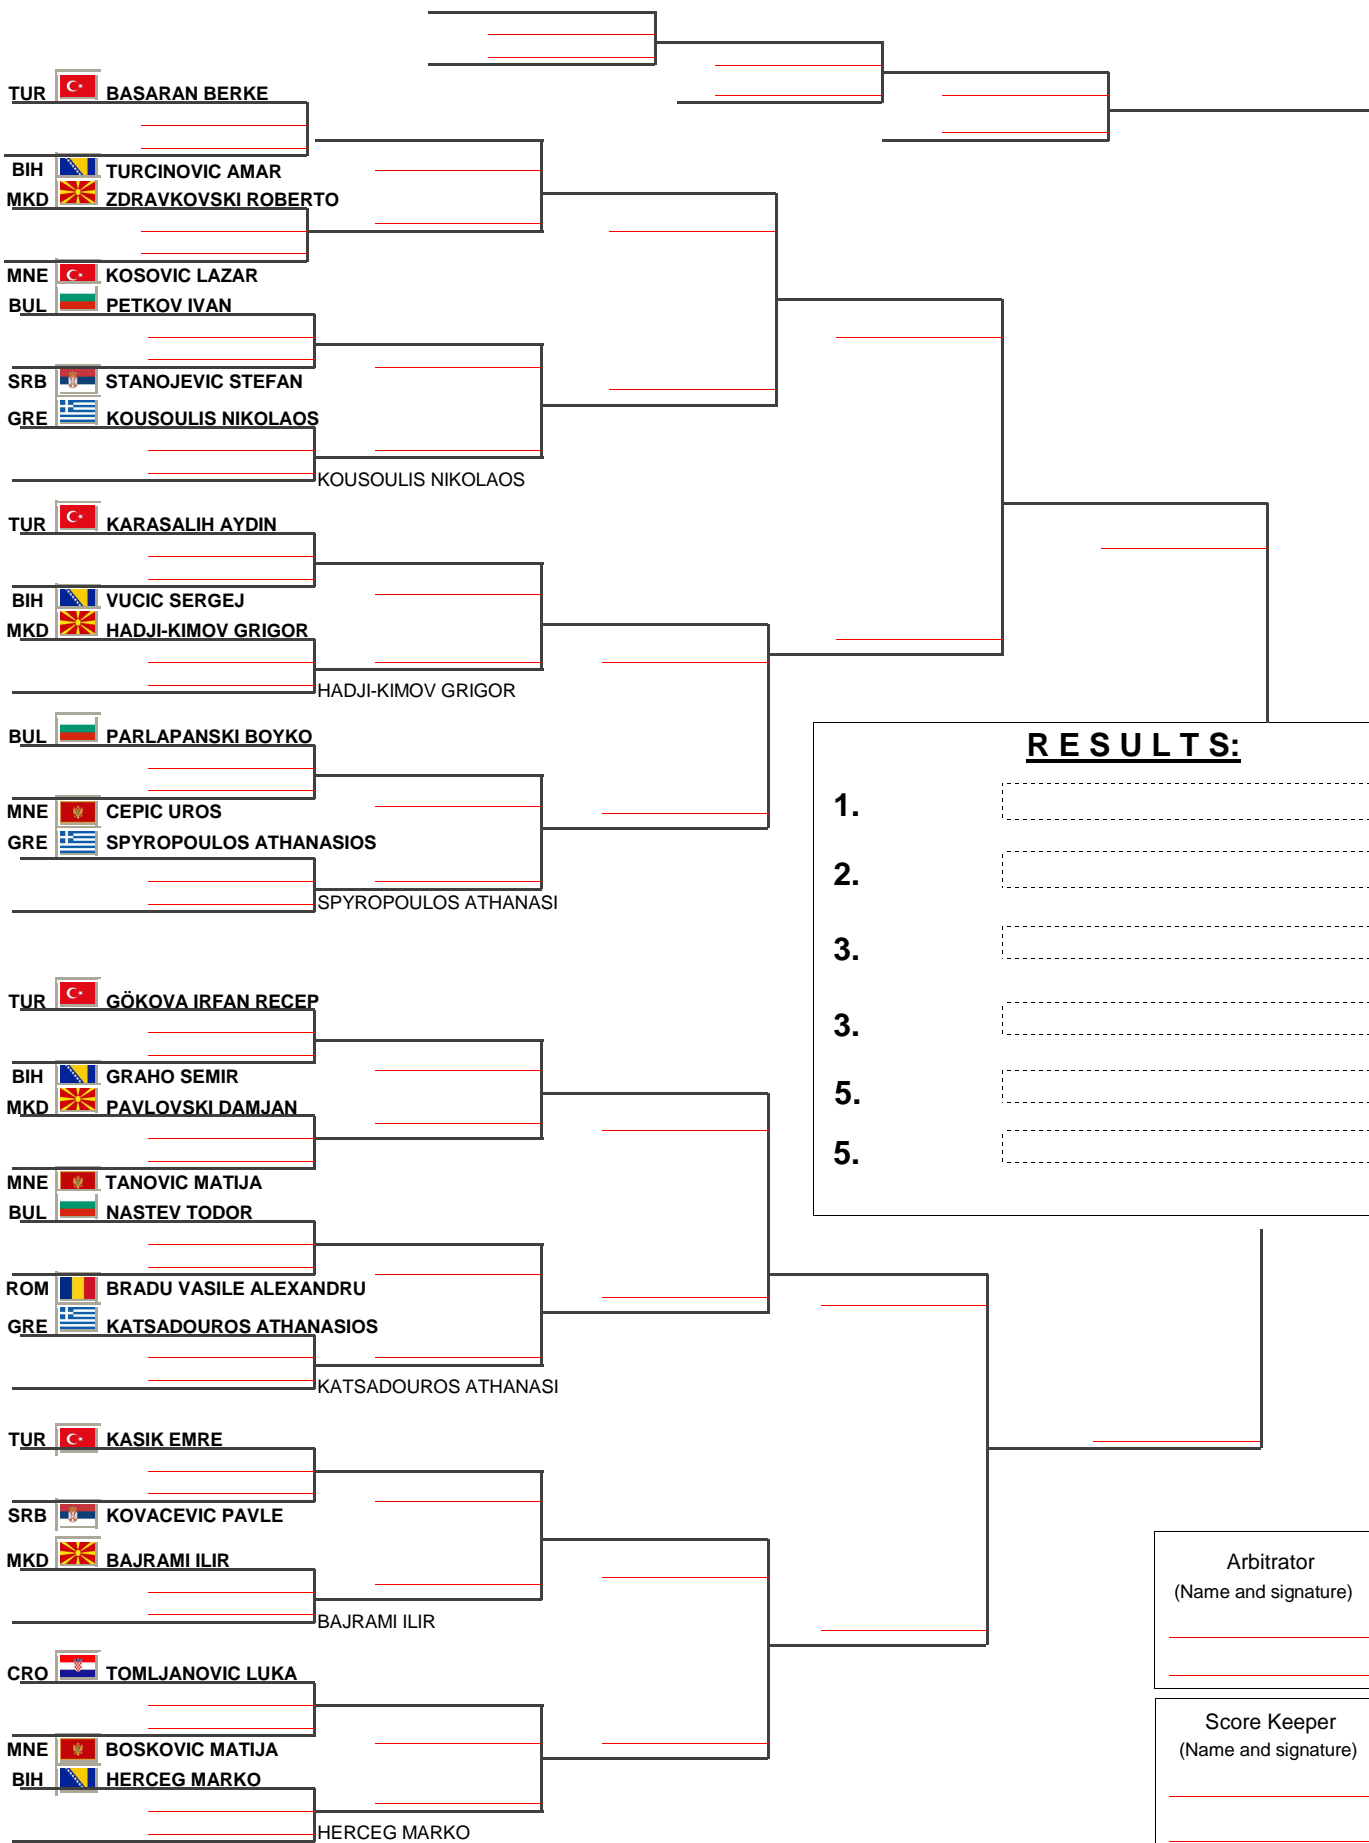 TUR BASARAN BERKE
BIH TURCINOVIC AMAR
MKD ZDRAVKOVSKI ROBERTO
MNE KOSOVIC LAZAR
BUL PETKOV IVAN
SRB STANOJEVIC STEFAN
GRE KOUSOULIS NIKOLAOS
KOUSOULIS NIKOLAOS
TUR KARASALIH AYDIN
BIH VUCIC SERGEJ
MKD HADJI-KIMOV GRIGOR
HADJI-KIMOV GRIGOR
BUL PARLAPANSKI BOYKO
MNE CEPIC UROS
GRE SPYROPOULOS ATHANASIOS
SPYROPOULOS ATHANASI
TUR GÖKOVA IRFAN RECEP
BIH GRAHO SEMIR
MKD PAVLOVSKI DAMJAN
MNE TANOVIC MATIJA
BUL NASTEV TODOR
ROM BRADU VASILE ALEXANDRU
GRE KATSADOUROS ATHANASIOS
KATSADOUROS ATHANASI
TUR KASIK EMRE
SRB KOVACEVIC PAVLE
MKD BAJRAMI ILIR
BAJRAMI ILIR
CRO TOMLJANOVIC LUKA
MNE BOSKOVIC MATIJA
BIH HERCEG MARKO
HERCEG MARKO
R E S U L T S:
1.
2.
3.
3.
5.
5.
Arbitrator
(Name and signature)
Score Keeper
(Name and signature)